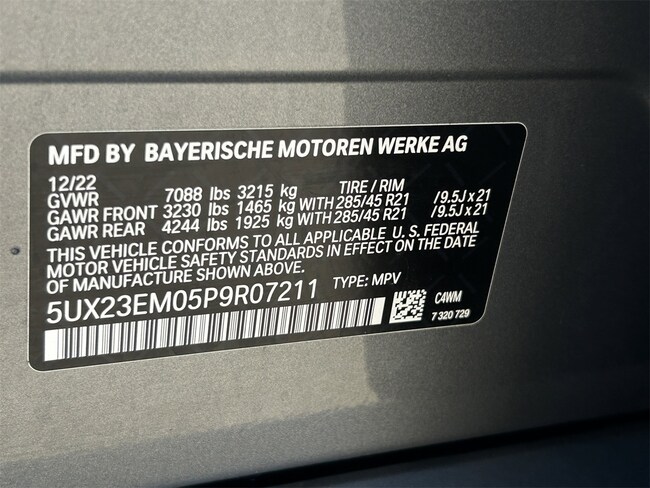 MFD BY BAYERISCHE MOTOREN WERKE AG
12/22 TIRE / RIM
GVWR 7088 lbs 3215 kg
GAWR FRONT 3230 lbs 1465 kg WITH 285/45 R21 /9.5J x 21
GAWR REAR 4244 lbs 1925 kg WITH 285/45 R21 /9.5J x 21
THIS VEHICLE CONFORMS TO ALL APPLICABLE U. S. FEDERAL
MOTOR VEHICLE SAFETY STANDARDS IN EFFECT ON THE DATE
OF MANUFACTURE SHOWN ABOVE.
5UX23EM05P9R07211 TYPE: MPV
C4WM
7 320 729